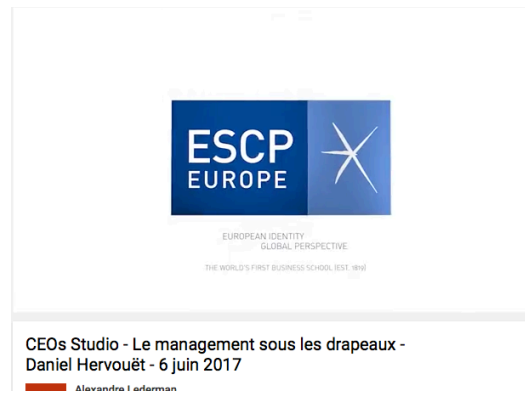 ESCP
EUROPE
EUROPEAN IDENTITY
GLOBAL PERSPECTIVE
THE WORLD'S FIRST BUSINESS SCHOOL (EST. 1819)
CEOs Studio - Le management sous les drapeaux -
Daniel Hervouët - 6 juin 2017
Alexandre Lederman